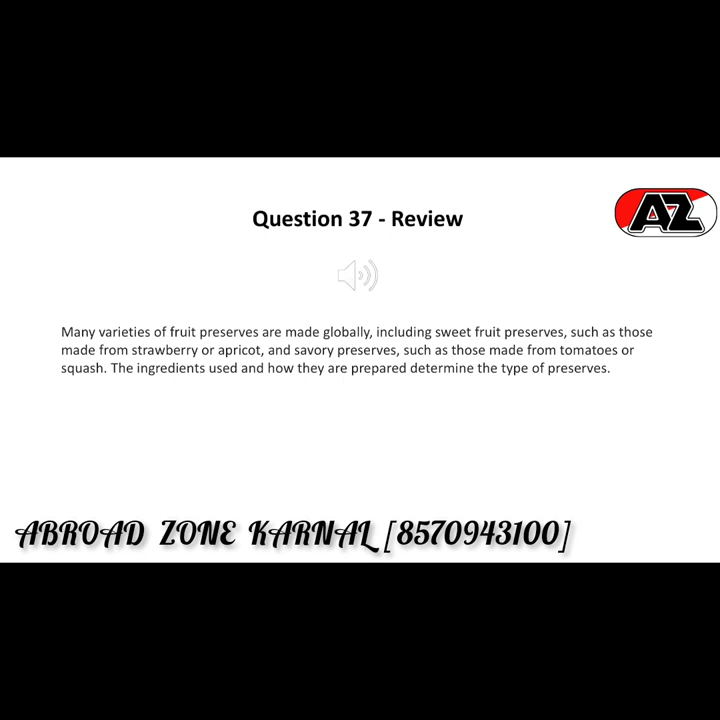 Question 37 - Review
AZ
Many varieties of fruit preserves are made globally, including sweet fruit preserves, such as those
made from strawberry or apricot, and savory preserves, such as those made from tomatoes or
squash. The ingredients used and how they are prepared determine the type of preserves.
ABROAD ZONE KARNAL [8570943100]